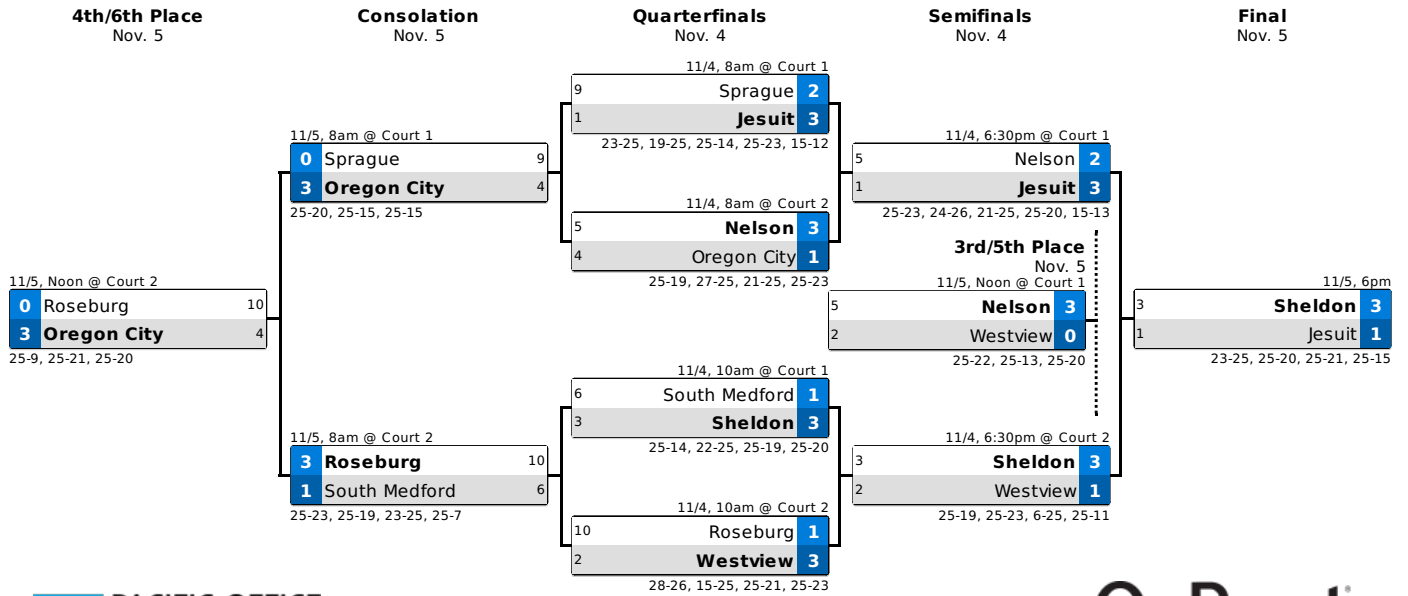 4th/6th Place
Nov. 5
Consolation
Nov. 5
Quarterfinals
Nov. 4
Semifinals
Nov. 4
Final
Nov. 5
11/5, Noon @ Court 2
0 Roseburg 10
3 Oregon City 4
25-9, 25-21, 25-20
11/5, 8am @ Court 1
0 Sprague 9
3 Oregon City 4
25-20, 25-15, 25-15
11/5, 8am @ Court 2
3 Roseburg 10
1 South Medford 6
25-23, 25-19, 23-25, 25-7
11/4, 8am @ Court 1
9 Sprague 2
1 Jesuit 3
23-25, 19-25, 25-14, 25-23, 15-12
11/4, 8am @ Court 2
5 Nelson 3
4 Oregon City 1
25-19, 27-25, 21-25, 25-23
11/4, 10am @ Court 1
6 South Medford 1
3 Sheldon 3
25-14, 22-25, 25-19, 25-20
11/4, 10am @ Court 2
10 Roseburg 1
2 Westview 3
28-26, 15-25, 25-21, 25-23
11/4, 6:30pm @ Court 1
5 Nelson 2
1 Jesuit 3
25-23, 24-26, 21-25, 25-20, 15-13
3rd/5th Place
Nov. 5
11/5, Noon @ Court 1
5 Nelson 3
2 Westview 0
25-22, 25-13, 25-20
11/4, 6:30pm @ Court 2
3 Sheldon 3
2 Westview 1
25-19, 25-23, 6-25, 25-11
11/5, 6pm
3 Sheldon 3
1 Jesuit 1
23-25, 25-20, 25-21, 25-15
PACIFIC OFFICE